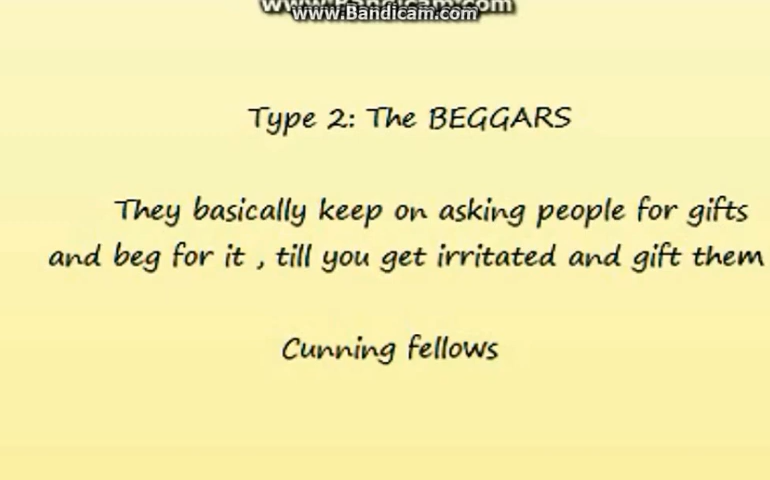 www.Bandicam.com
www.Bandicam.com
Type 2: The BEGGARS
They basically keep on asking people for gifts
and beg for it , till you get irritated and gift them
Cunning fellows